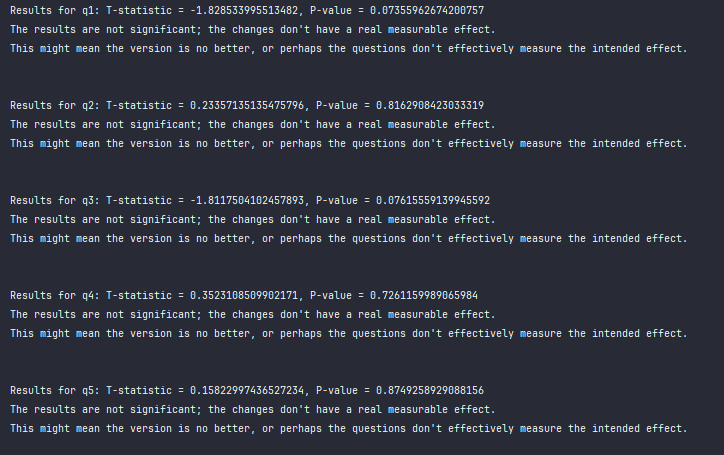 Results for q1: T-statistic = -1.828533995513482, P-value = 0.07355962674200757
The results are not significant; the changes don't have a real measurable effect.
This might mean the version is no better, or perhaps the questions don't effectively measure the intended effect.
Results for q2: T-statistic = 0.23357135135475796, P-value = 0.8162908423033319
The results are not significant; the changes don't have a real measurable effect.
This might mean the version is no better, or perhaps the questions don't effectively measure the intended effect.
Results for q3: T-statistic = -1.8117504102457893, P-value = 0.07615559139945592
The results are not significant; the changes don't have a real measurable effect.
This might mean the version is no better, or perhaps the questions don't effectively measure the intended effect.
Results for q4: T-statistic = 0.3523108509902171, P-value = 0.7261159989065984
The results are not significant; the changes don't have a real measurable effect.
This might mean the version is no better, or perhaps the questions don't effectively measure the intended effect.
Results for q5: T-statistic = 0.15822997436527234, P-value = 0.8749258929088156
The results are not significant; the changes don't have a real measurable effect.
This might mean the version is no better, or perhaps the questions don't effectively measure the intended effect.